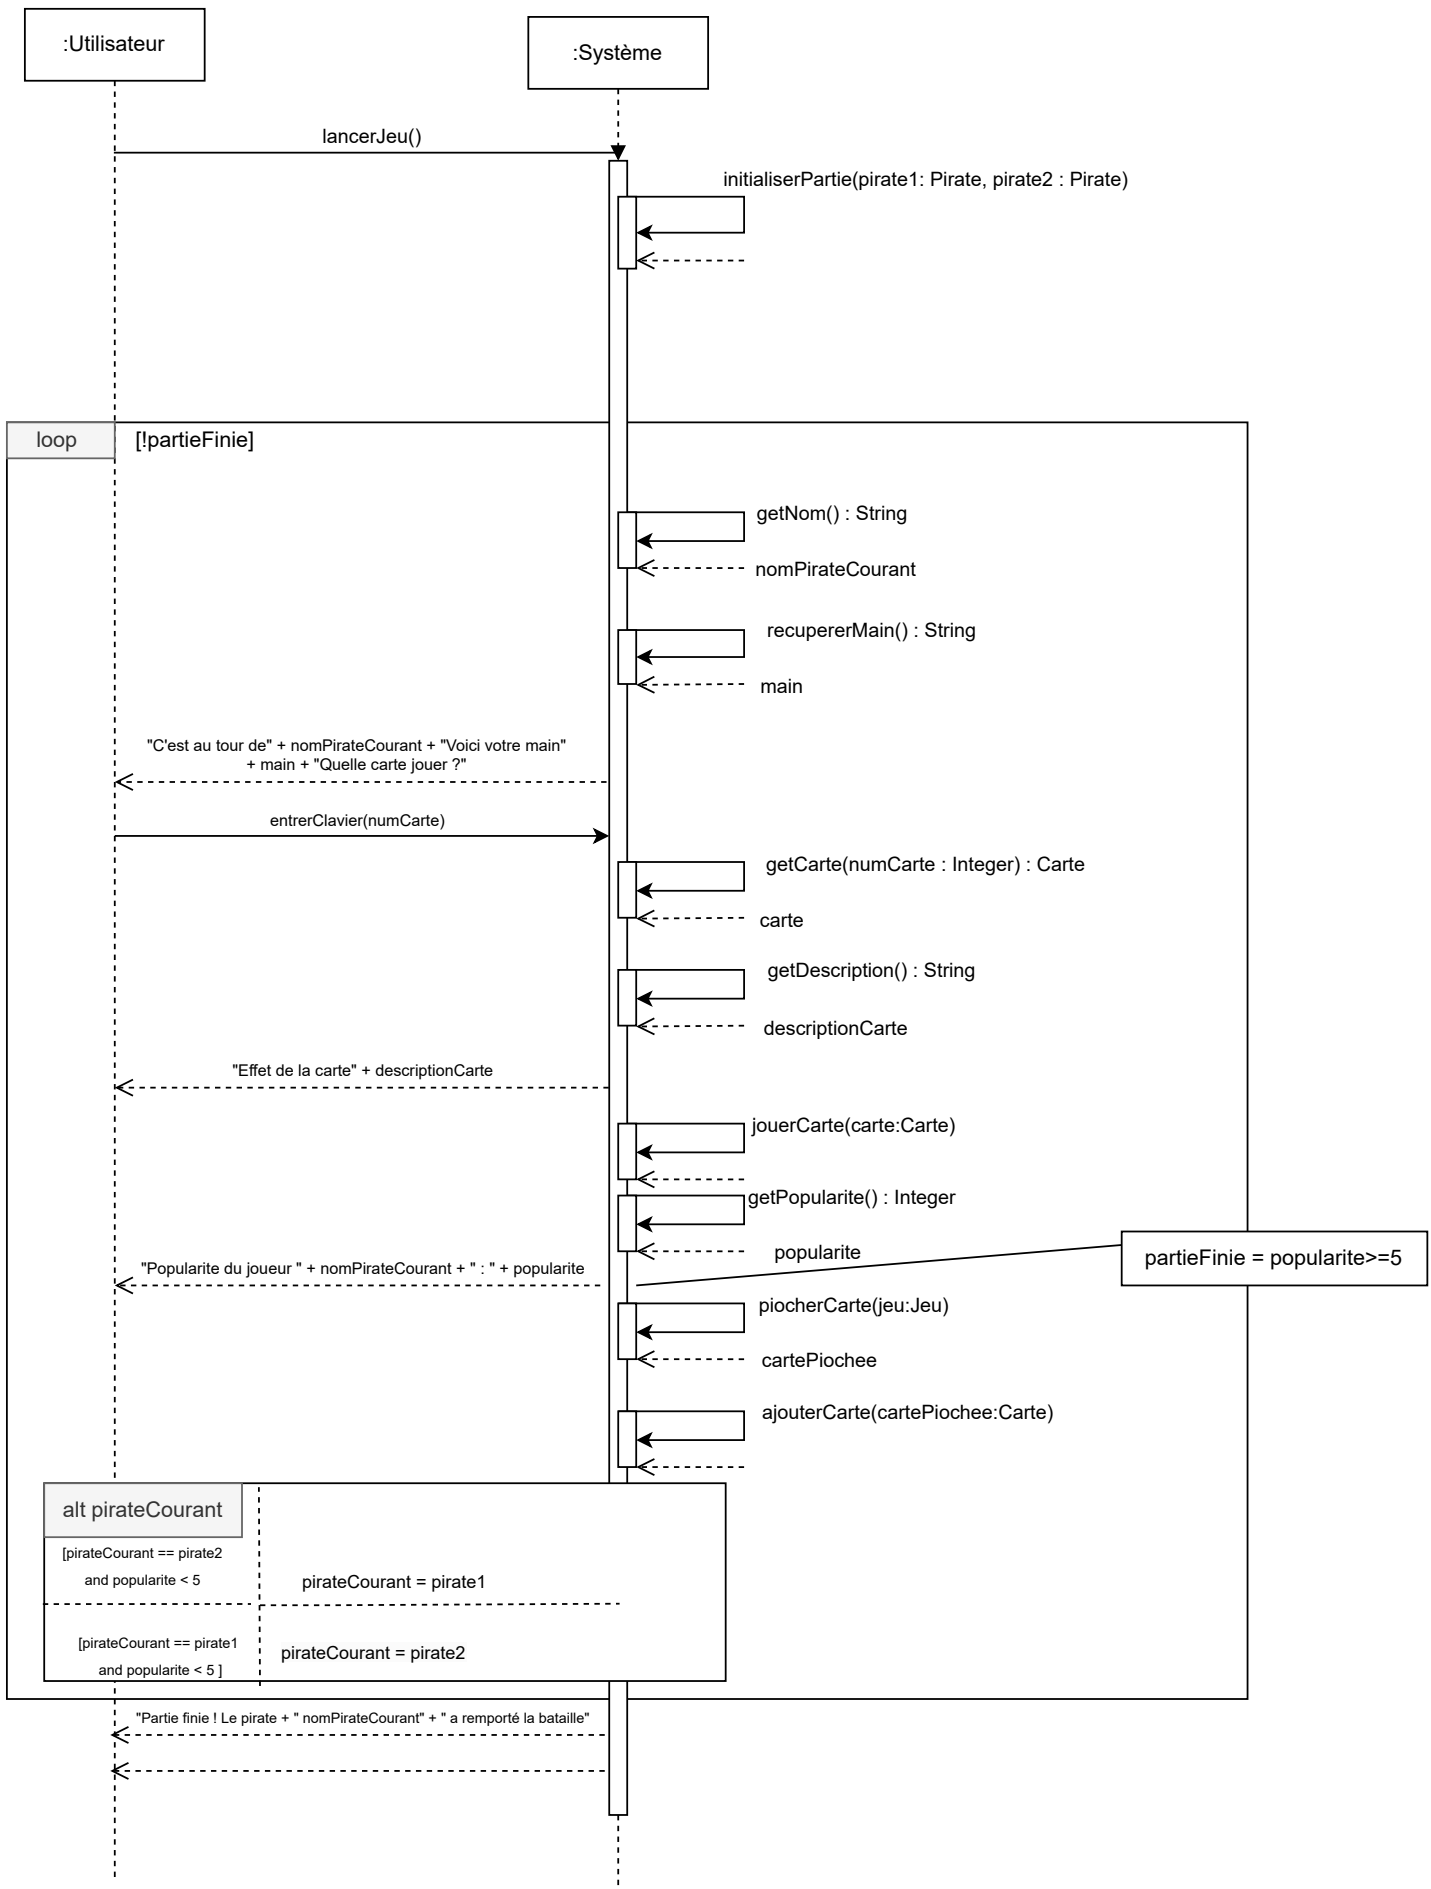 :Utilisateur
:Système
lancerJeu()
initialiserPartie(pirate1: Pirate, pirate2 : Pirate)
loop
[!partieFinie]
getNom() : String
nomPirateCourant
recupererMain() : String
main
"C'est au tour de" + nomPirateCourant + "Voici votre main"
+ main + "Quelle carte jouer ?"
entrerClavier(numCarte)
getCarte(numCarte : Integer) : Carte
carte
getDescription() : String
descriptionCarte
"Effet de la carte" + descriptionCarte
jouerCarte(carte:Carte)
getPopularite() : Integer
popularite
partieFinie = popularite>=5
"Popularite du joueur " + nomPirateCourant + " : " + popularite
piocherCarte(jeu:Jeu)
cartePiochee
ajouterCarte(cartePiochee:Carte)
alt pirateCourant
[pirateCourant == pirate2
and popularite < 5
pirateCourant = pirate1
[pirateCourant == pirate1
and popularite < 5 ]
pirateCourant = pirate2
"Partie finie ! Le pirate + " nomPirateCourant" + " a remporté la bataille"